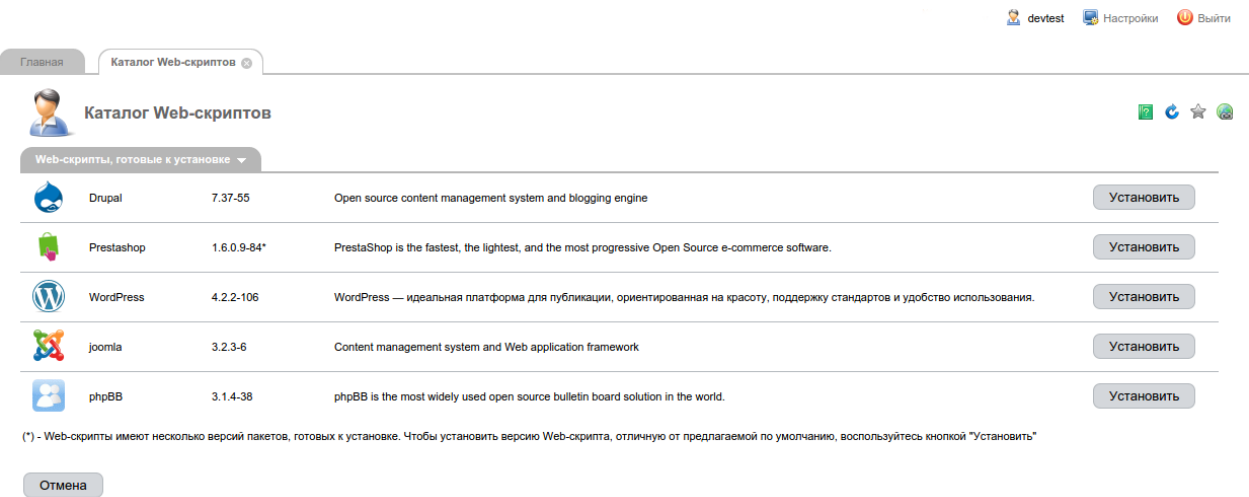 devtest Настройки Выйти
Главная Каталог Web-скриптов
Каталог Web-скриптов
Web-скрипты, готовые к установке
Drupal 7.37-55 Open source content management system and blogging engine Установить
Prestashop 1.6.0.9-84* PrestaShop is the fastest, the lightest, and the most progressive Open Source e-commerce software. Установить
WordPress 4.2.2-106 WordPress — идеальная платформа для публикации, ориентированная на красоту, поддержку стандартов и удобство использования. Установить
joomla 3.2.3-6 Content management system and Web application framework Установить
phpBB 3.1.4-38 phpBB is the most widely used open source bulletin board solution in the world. Установить
(*) - Web-скрипты имеют несколько версий пакетов, готовых к установке. Чтобы установить версию Web-скрипта, отличную от предлагаемой по умолчанию, воспользуйтесь кнопкой "Установить"
Отмена